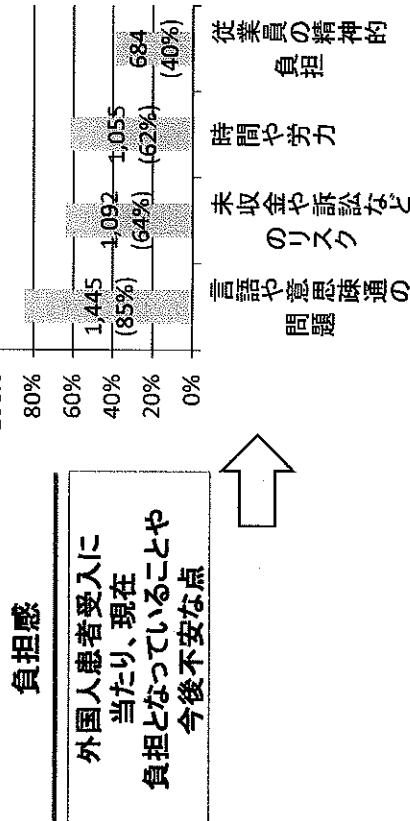 負担感
外国人患者受入に
当たり、現在
負担となっていることや
今後不安な点
80%
60%
40%
20%
0%
1,445
(85%)
1,092
(64%)
1,055
(62%)
684
(40%)
言語や意思疎通の
問題
未収金や訴訟など
のリスク
時間や労力
従業員の精神的
負担